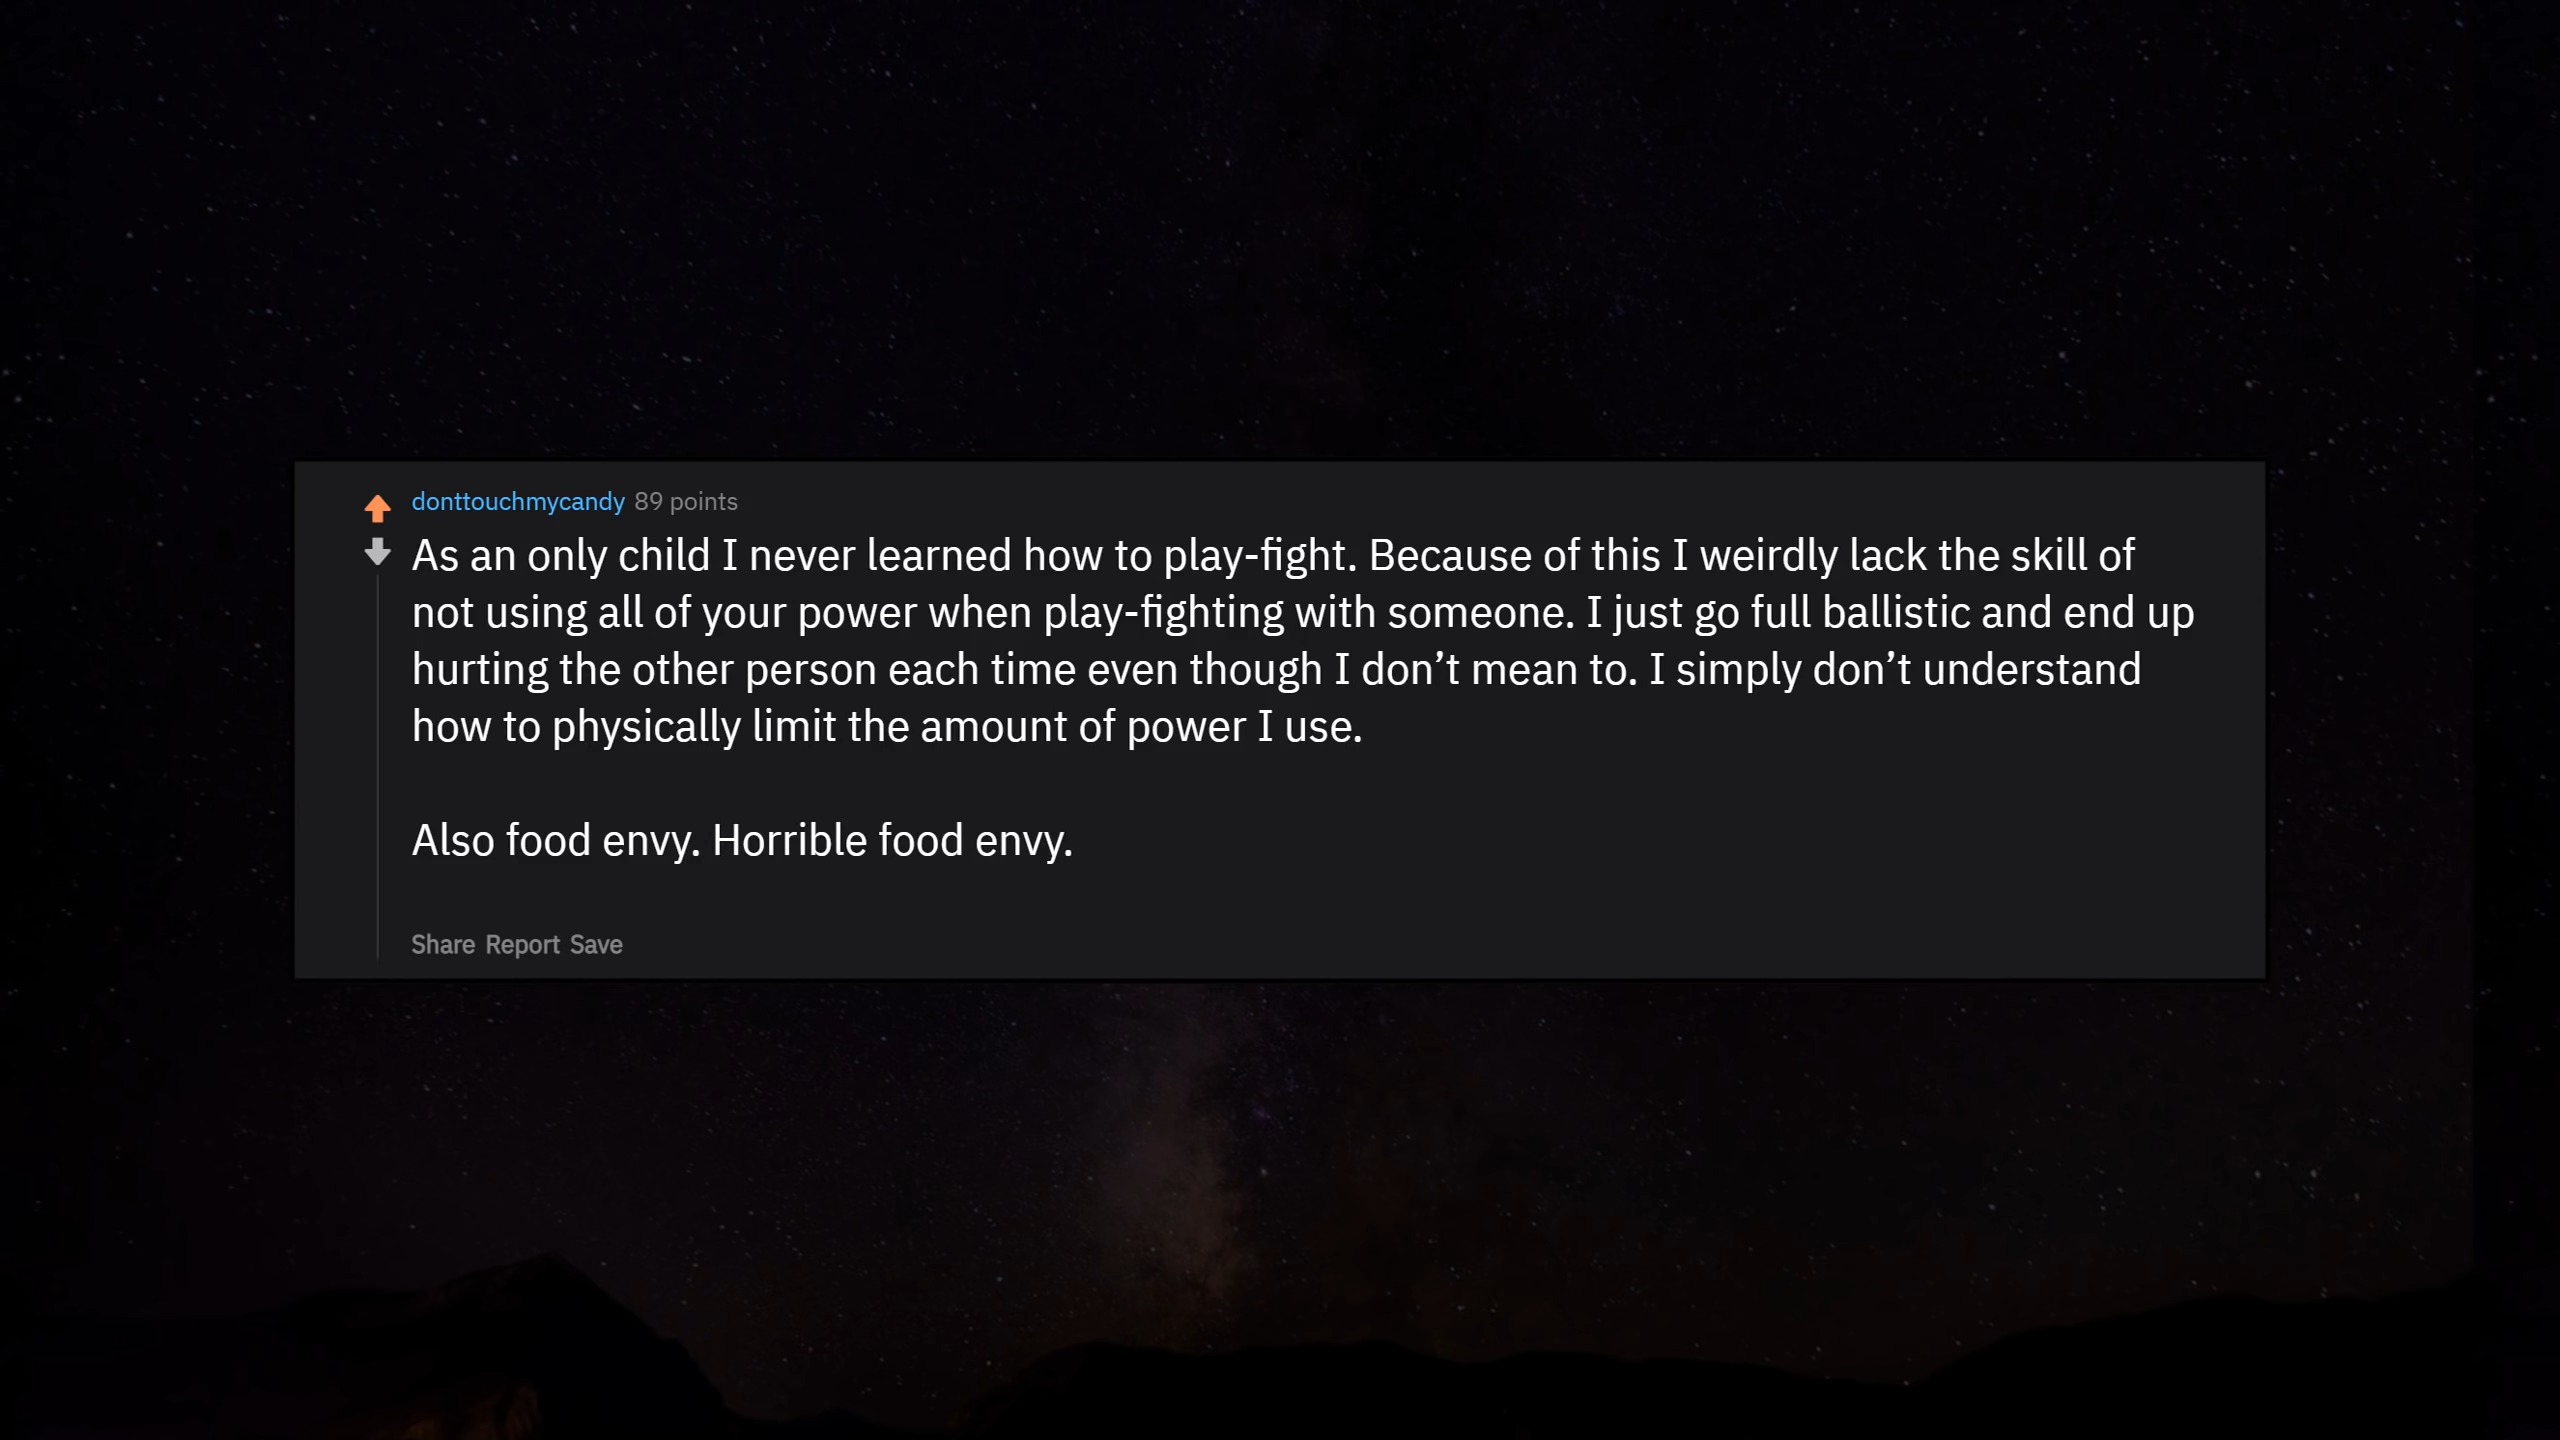 donttouchmycandy 89 points
As an only child I never learned how to play-fight. Because of this I weirdly lack the skill of
not using all of your power when play-fighting with someone. I just go full ballistic and end up
hurting the other person each time even though I don’t mean to. I simply don’t understand
how to physically limit the amount of power I use.
Also food envy. Horrible food envy.
Share Report Save